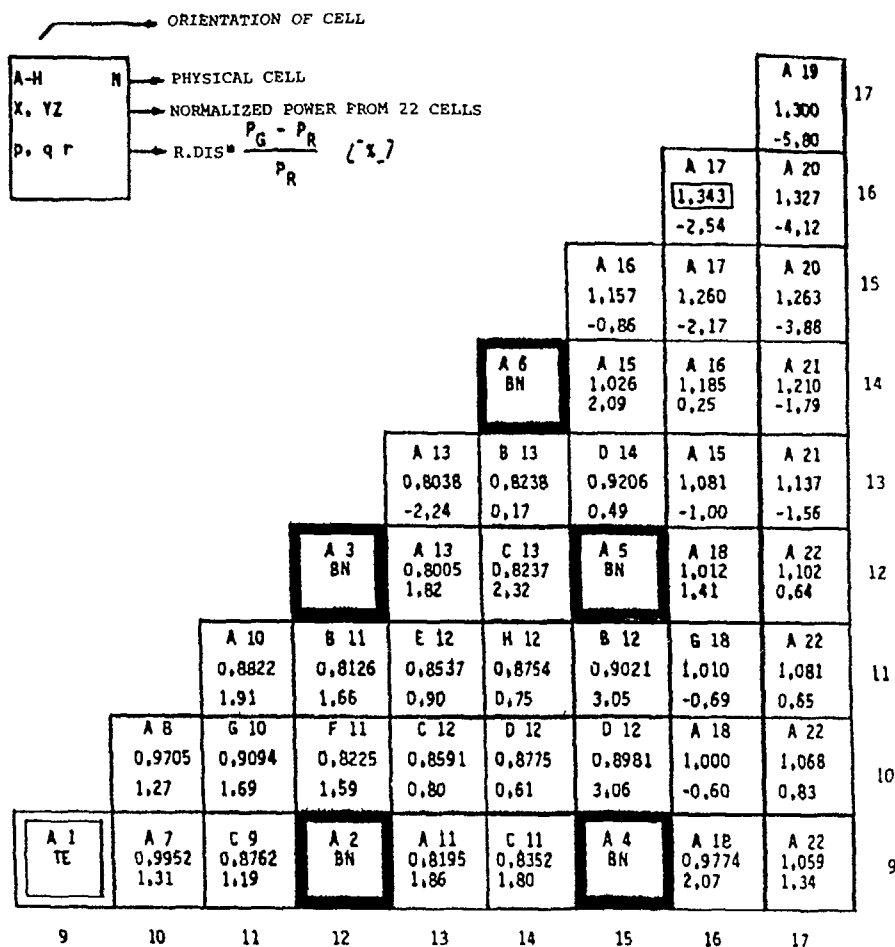 ORIENTATION OF CELL
A-H N PHYSICAL CELL
X, YZ NORMALIZED POWER FROM 22 CELLS
p, q r R.DIS= P_G - P_R / P_R [%]
A 19 17
1,300
-5,80
A 17 A 20
1,343 1,327 16
-2,54 -4,12
A 16 A 17 A 20 15
1,157 1,260 1,263
-0,86 -2,17 -3,88
A 6 A 15 A 16 A 21
BN 1,026 1,185 1,210 14
2,09 0,25 -1,79
A 13 B 13 D 14 A 15 A 21
0,8038 0,8238 0,9206 1,081 1,137 13
-2,24 0,17 0,49 -1,00 -1,56
A 3 A 13 C 13 A 5 A 18 A 22
BN 0,8005 0,8237 BN 1,012 1,102 12
1,82 2,32 1,41 0,64
A 10 B 11 E 12 H 12 B 12 G 18 A 22
0,8822 0,8126 0,8537 0,8754 0,9021 1,010 1,081 11
1,91 1,66 0,90 0,75 3,05 -0,69 0,65
A 8 G 10 F 11 C 12 D 12 D 12 A 18 A 22
0,9705 0,9094 0,8225 0,8591 0,8775 0,8981 1,000 1,068 10
1,27 1,69 1,59 0,80 0,61 3,06 -0,60 0,83
A 1 A 7 C 9 A 2 A 11 C 11 A 4 A 18 A 22
TE 0,9952 0,8762 BN 0,8195 0,8352 BN 0,9774 1,059 9
1,31 1,19 1,86 1,80 2,07 1,34
9 10 11 12 13 14 15 16 17